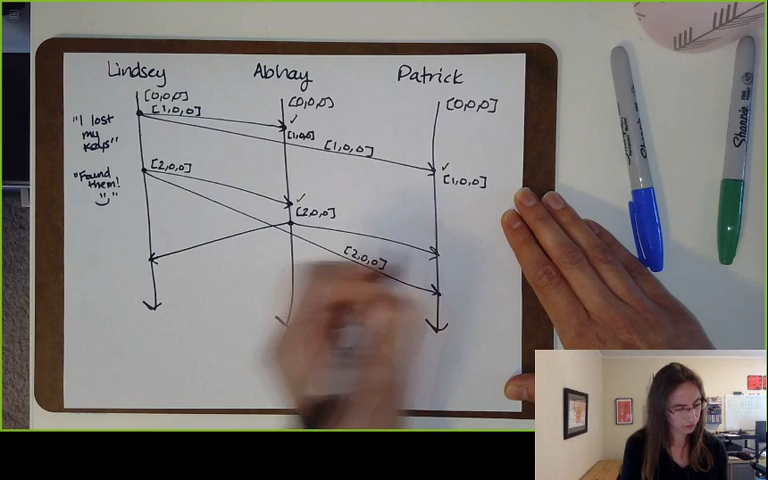 Lindsey Abhay Patrick
[0,0,0] [0,0,0] [0,0,0]
[1,0,0]
"I lost
my
keys"
✓
[1,0,0]
[1,0,0]
✓
[1,0,0]
"Found
them!
[2,0,0]
✓
[2,0,0]
[2,0,0]
Sharpie